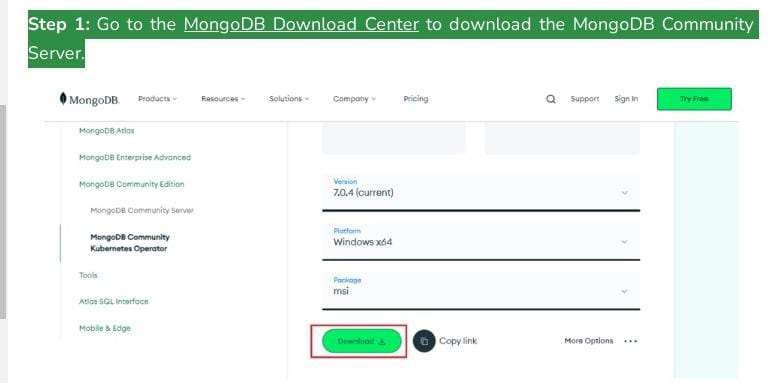 Step 1: Go to the MongoDB Download Center to download the MongoDB Community
Server.
MongoDB. Products Resources Solutions Company Pricing Support Sign In Try Free
MongoDB Atlas
MongoDB Enterprise Advanced
MongoDB Community Edition
MongoDB Community Server
MongoDB Community
Kubernetes Operator
Tools
Atlas SQL Interface
Mobile & Edge
Version
7.0.4 (current)
Platform
Windows x64
Package
msi
Download Copy link More Options ...